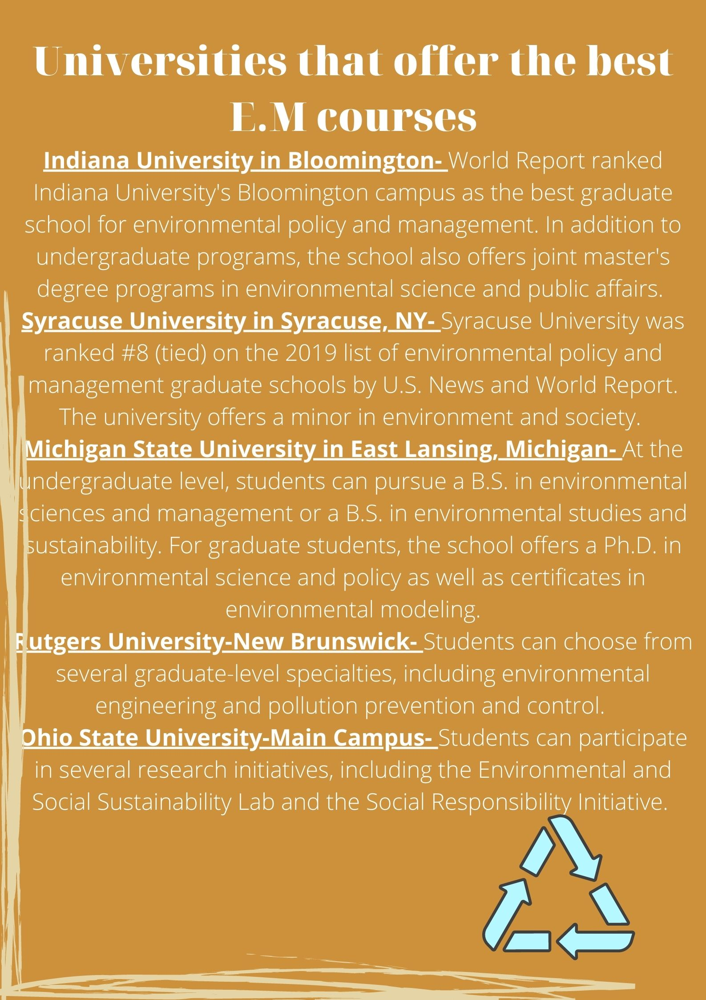 Universities that offer the best
E.M courses
Indiana University in Bloomington- World Report ranked
Indiana University's Bloomington campus as the best graduate
school for environmental policy and management. In addition to
undergraduate programs, the school also offers joint master's
degree programs in environmental science and public affairs.
Syracuse University in Syracuse, NY- Syracuse University was
ranked #8 (tied) on the 2019 list of environmental policy and
management graduate schools by U.S. News and World Report.
The university offers a minor in environment and society.
Michigan State University in East Lansing, Michigan- At the
undergraduate level, students can pursue a B.S. in environmental
sciences and management or a B.S. in environmental studies and
sustainability. For graduate students, the school offers a Ph.D. in
environmental science and policy as well as certificates in
environmental modeling.
Rutgers University-New Brunswick- Students can choose from
several graduate-level specialties, including environmental
engineering and pollution prevention and control.
Ohio State University-Main Campus- Students can participate
in several research initiatives, including the Environmental and
Social Sustainability Lab and the Social Responsibility Initiative.